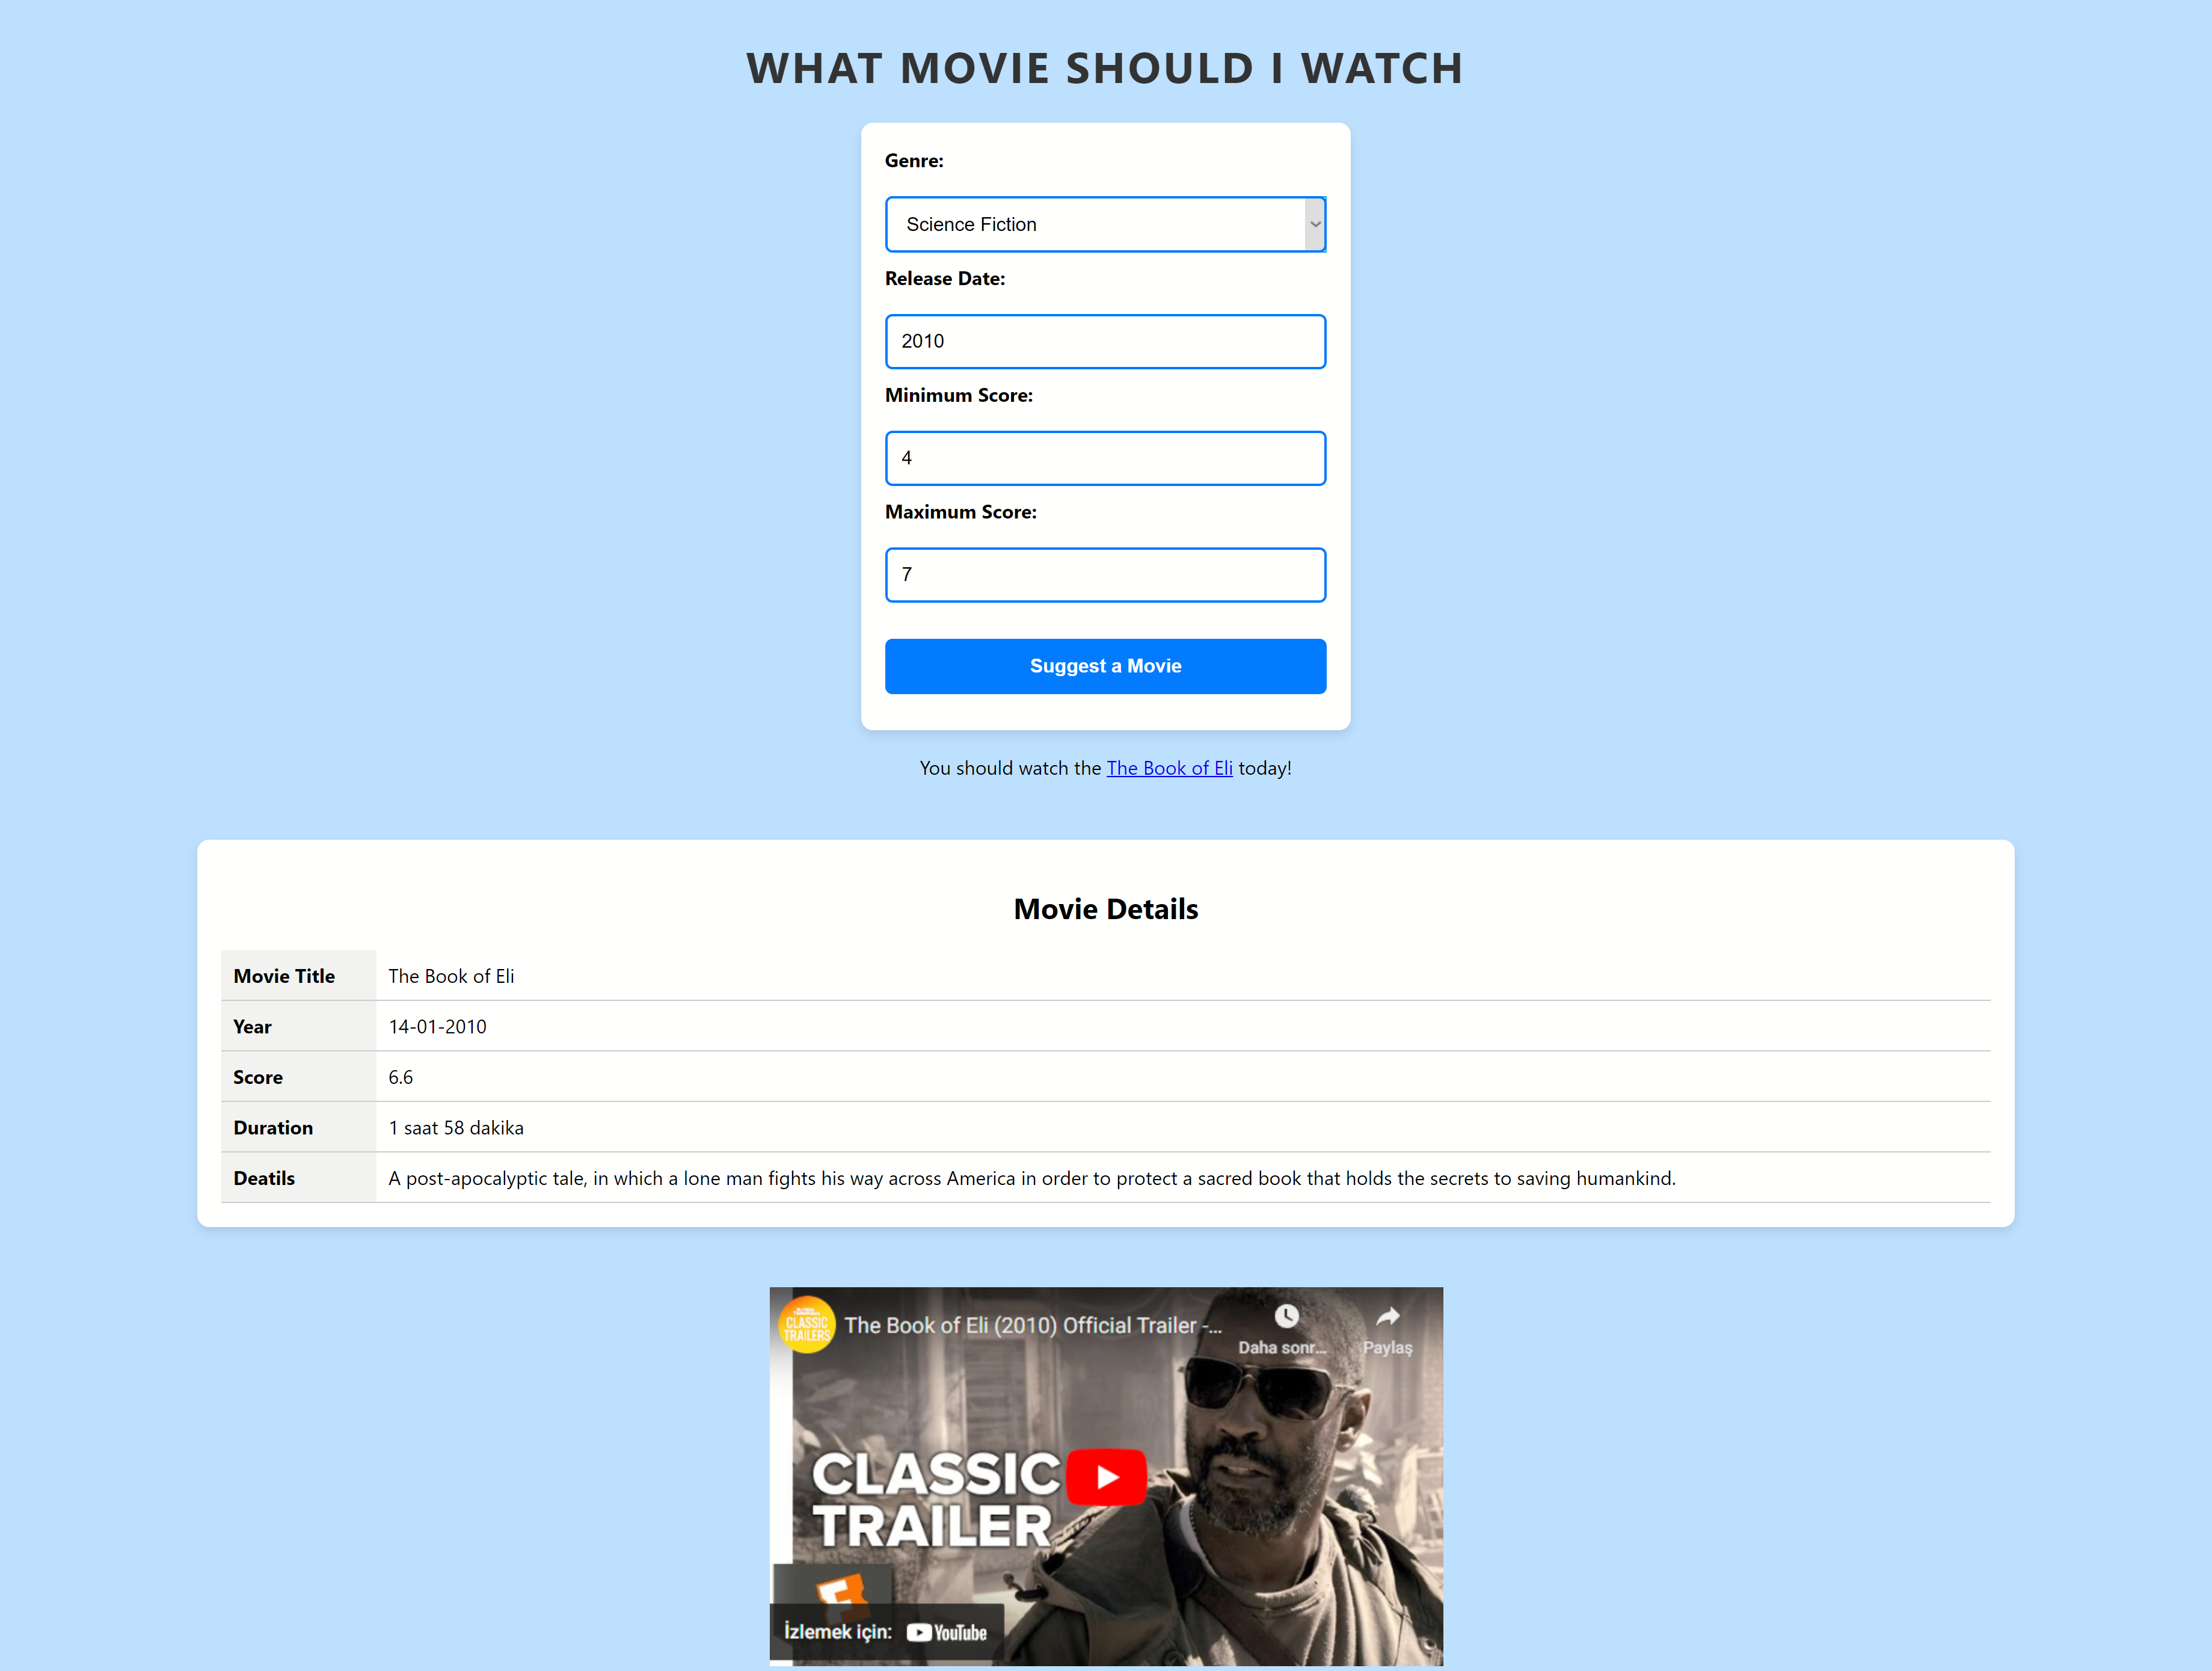 WHAT MOVIE SHOULD I WATCH
Genre:
Science Fiction
Release Date:
2010
Minimum Score:
4
Maximum Score:
7
Suggest a Movie
You should watch the The Book of Eli today!
Movie Details
Movie Title The Book of Eli
Year 14-01-2010
Score 6.6
Duration 1 saat 58 dakika
Deatils A post-apocalyptic tale, in which a lone man fights his way across America in order to protect a sacred book that holds the secrets to saving humankind.
CLASSIC
TRAILERS
The Book of Eli (2010) Official Trailer -...
Daha sonr...
Paylaş
CLASSIC
TRAILER
İzlemek için: YouTube